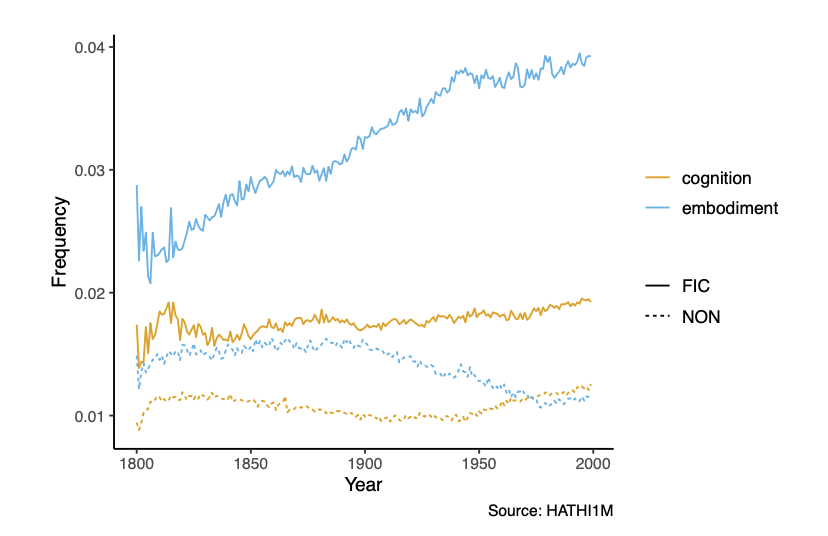 0.04
0.03
0.02
0.01
Frequency
1800 1850 1900 1950 2000
Year
cognition
embodiment
FIC
NON
Source: HATHI1M